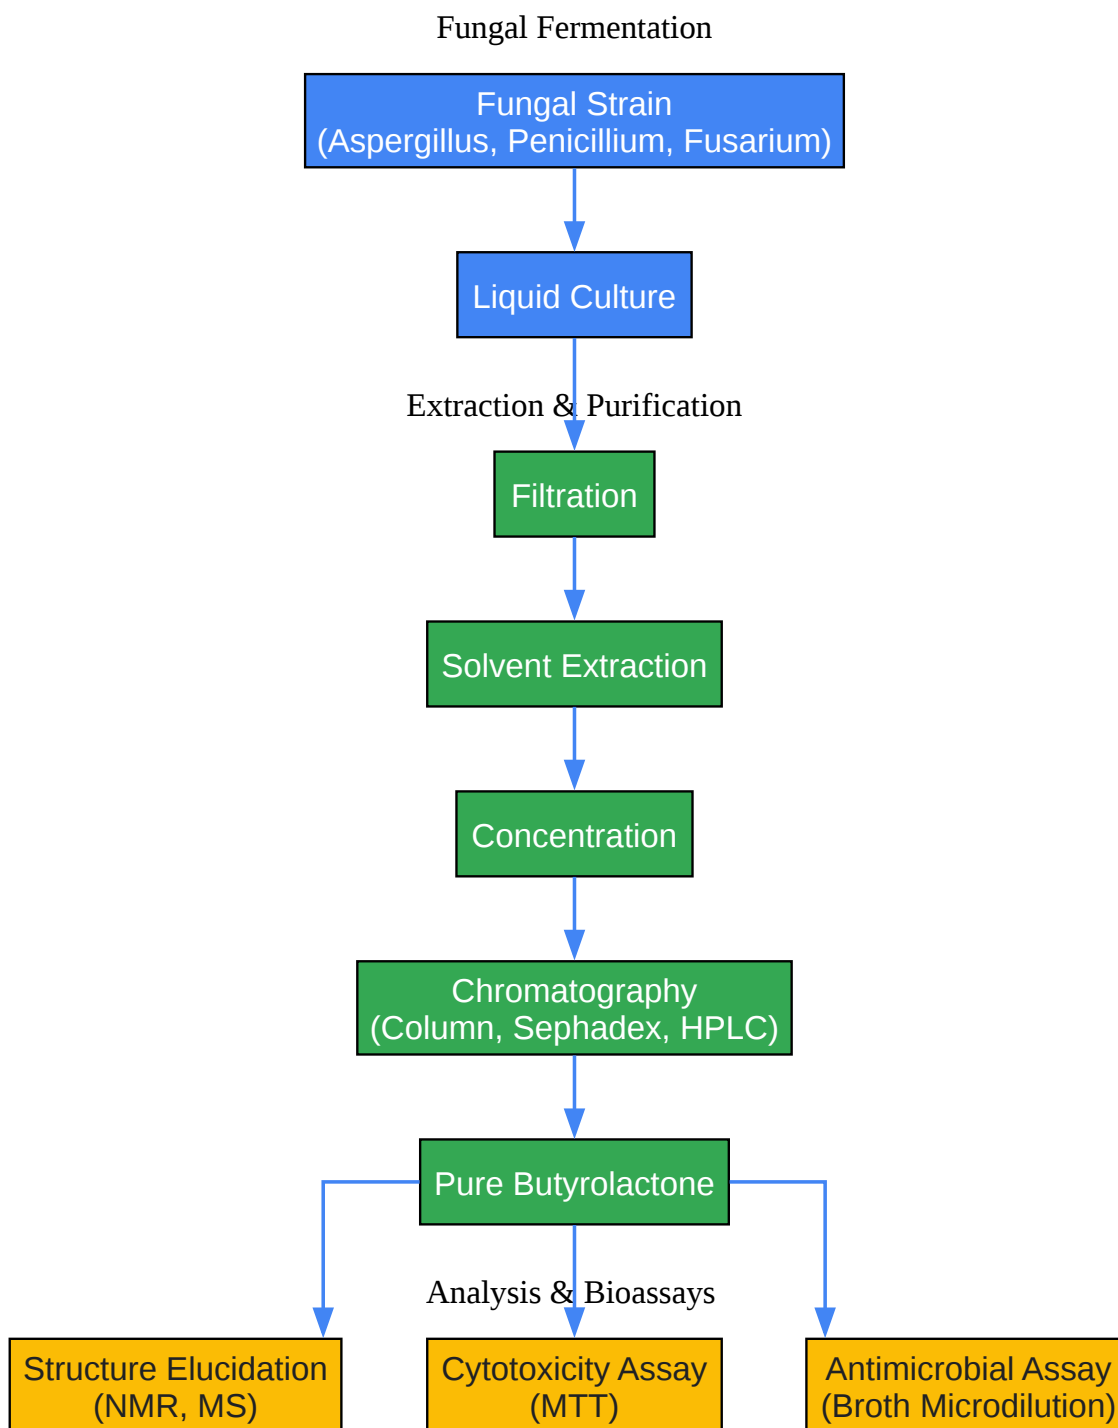 Fungal Fermentation
Fungal Strain
(Aspergillus, Penicillium, Fusarium)
Liquid Culture
Extraction & Purification
Filtration
Solvent Extraction
Concentration
Chromatography
(Column, Sephadex, HPLC)
Pure Butyrolactone
Analysis & Bioassays
Structure Elucidation
(NMR, MS)
Cytotoxicity Assay
(MTT)
Antimicrobial Assay
(Broth Microdilution)